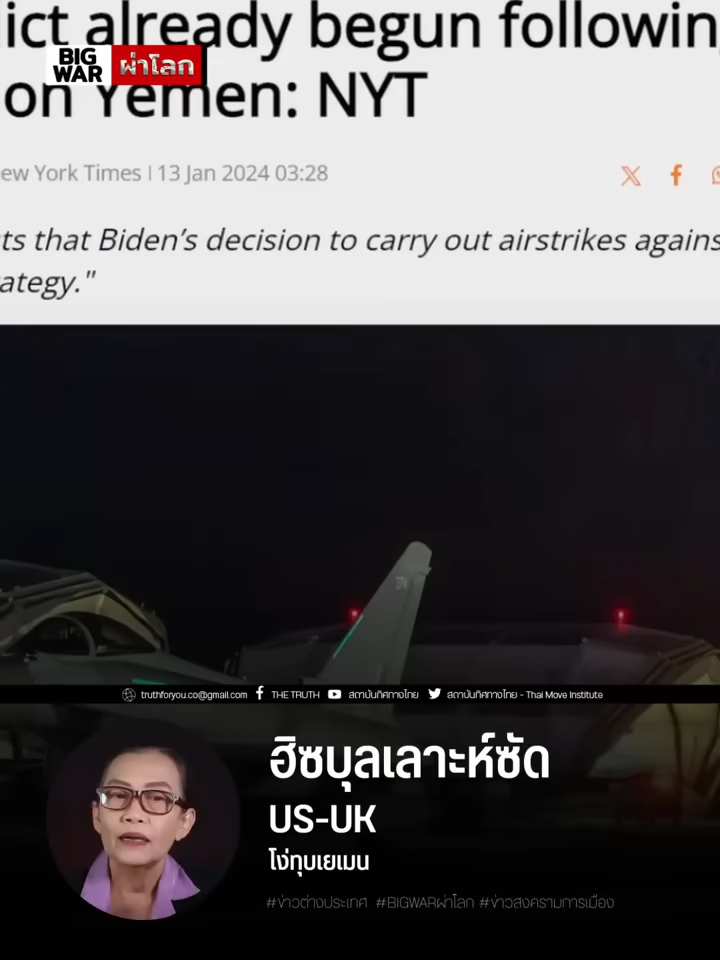 ict already begun following
BIG
WAR ผ่าโลก
on Yemen: NYT
ew York Times | 13 Jan 2024 03:28
ts that Biden's decision to carry out airstrikes agains
ategy."
truthforyou.co@gmail.com THE TRUTH สถาบันทิศทางไทย สถาบันทิศทางไทย - Thai Move Institute
ฮิซบุลเลาะห์ซัด
US-UK
โง่ทุบเยเมน
#ข่าวต่างประเทศ #BIGWARผ่าโลก #ข่าวสงครามการเมือง